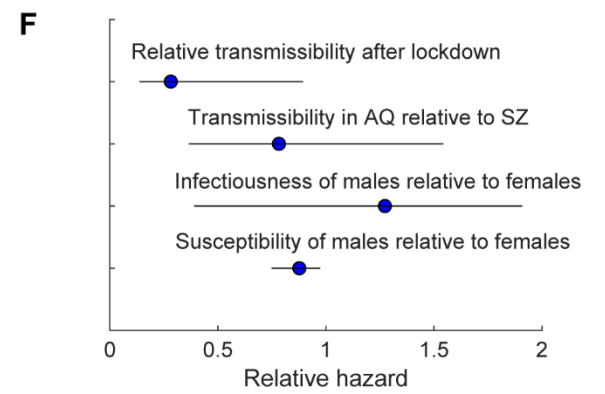 F
Relative transmissibility after lockdown
Transmissibility in AQ relative to SZ
Infectiousness of males relative to females
Susceptibility of males relative to females
0 0.5 1 1.5 2
Relative hazard